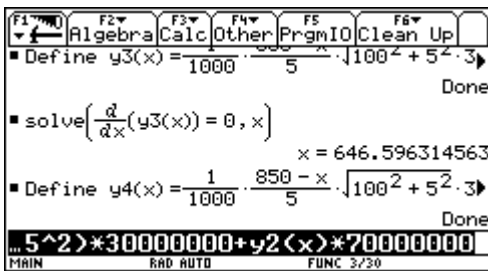 F1 F2 F3 F4 F5 F6
Algebra Calc Other PrgmIO Clean Up
▪ Define y3(x) = 1/1000 · /5 · √100² + 5² · 3▸
Done
▪ solve(d/dx(y3(x)) = 0, x)
x = 646.596314563
▪ Define y4(x) = 1/1000 · (850 − x)/5 · √100² + 5² · 3▸
Done
…5^2)*30000000+y2(x)*70000000
MAIN RAD AUTO FUNC 3/30